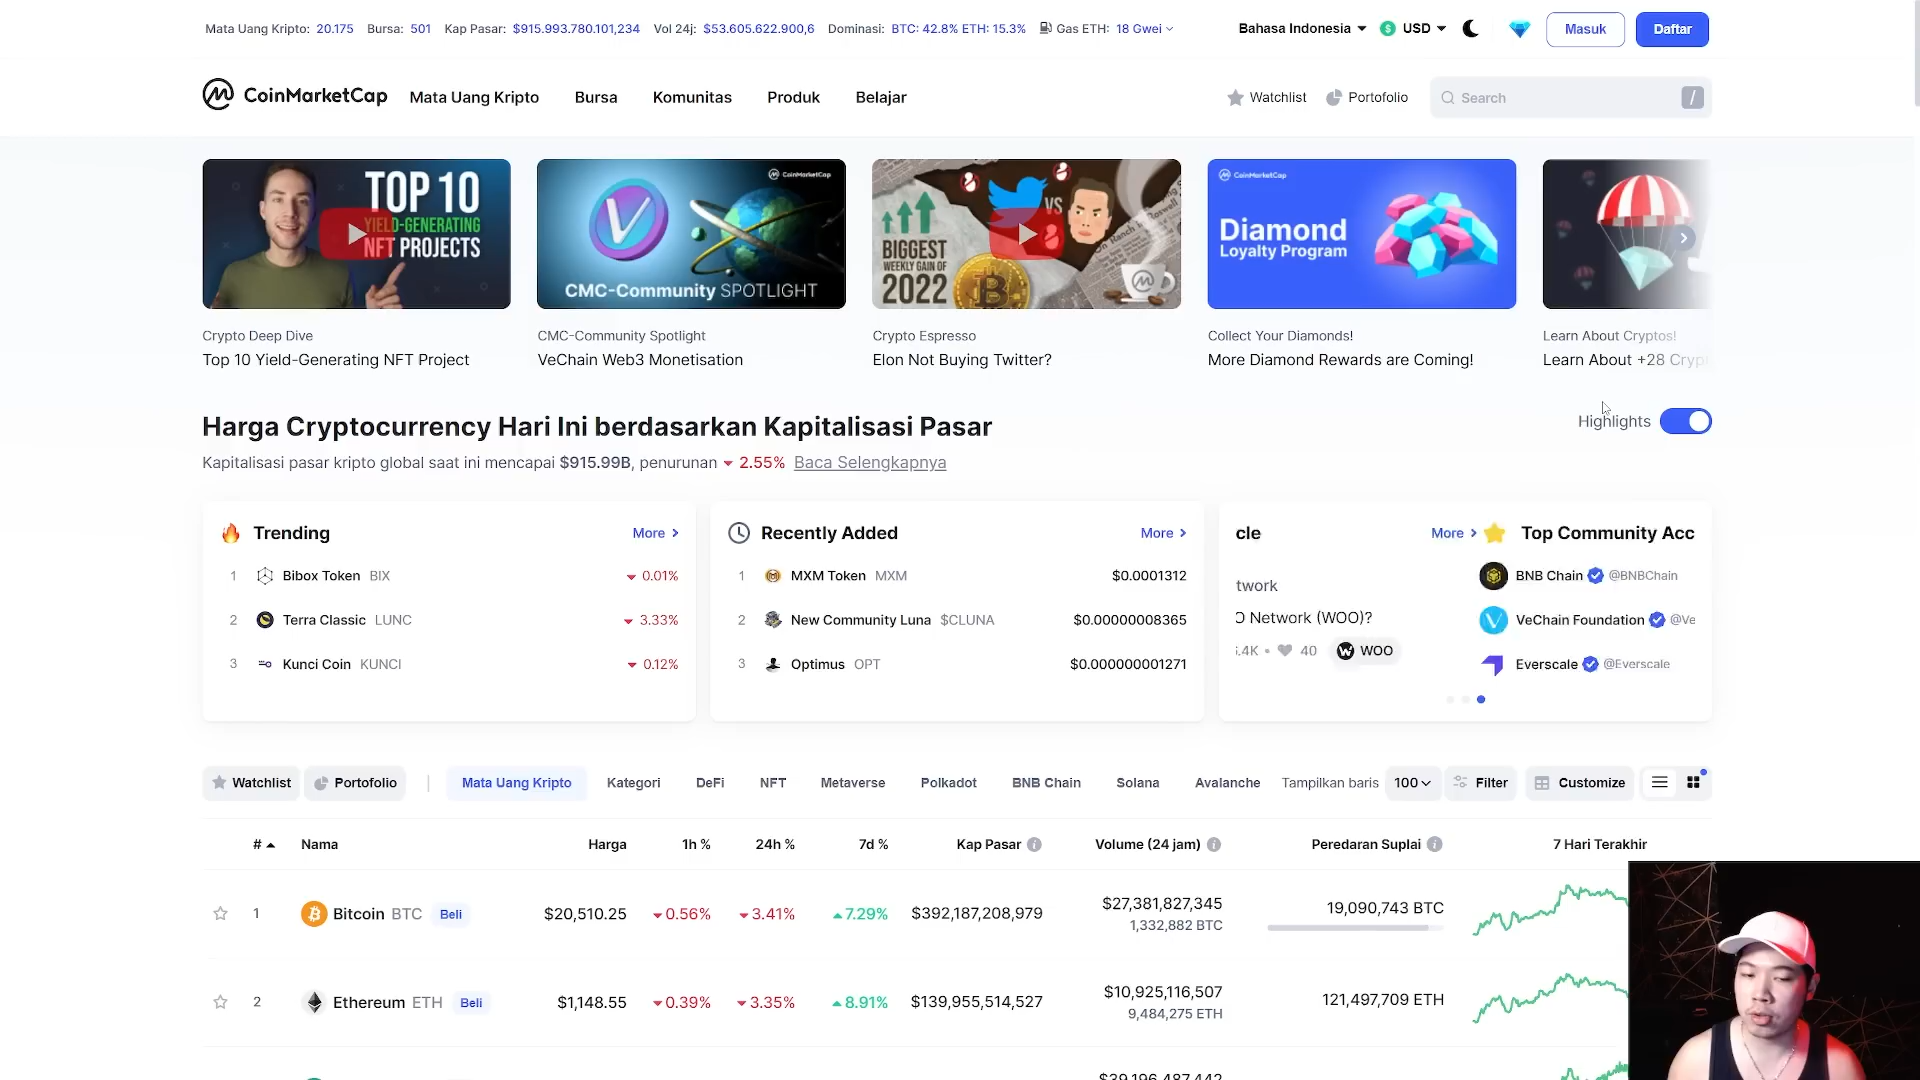 Mata Uang Kripto: 20.175 Bursa: 501 Kap Pasar: $915.993.780.101,234 Vol 24j: $53.605.622.900,6 Dominasi: BTC: 42.8% ETH: 15.3% Gas ETH: 18 Gwei
Bahasa Indonesia USD Masuk Daftar
CoinMarketCap Mata Uang Kripto Bursa Komunitas Produk Belajar Watchlist Portofolio Search /
TOP 10
YIELD-GENERATING
NFT PROJECTS
CoinMarketCap
CMC-Community SPOTLIGHT
VS
BIGGEST
WEEKLY GAIN OF
2022
CoinMarketCap
Diamond
Loyalty Program
Crypto Deep Dive
Top 10 Yield-Generating NFT Project
CMC-Community Spotlight
VeChain Web3 Monetisation
Crypto Espresso
Elon Not Buying Twitter?
Collect Your Diamonds!
More Diamond Rewards are Coming!
Learn About Cryptos!
Learn About +28 Cryp
Harga Cryptocurrency Hari Ini berdasarkan Kapitalisasi Pasar
Highlights
Kapitalisasi pasar kripto global saat ini mencapai $915.99B, penurunan 2.55% Baca Selengkapnya
Trending More
1 Bibox Token BIX 0.01%
2 Terra Classic LUNC 3.33%
3 Kunci Coin KUNCI 0.12%
Recently Added More
1 MXM Token MXM $0.0001312
2 New Community Luna $CLUNA $0.00000008365
3 Optimus OPT $0.000000001271
cle More
twork
O Network (WOO)?
.4K • 40 WOO
Top Community Acc
BNB Chain @BNBChain
VeChain Foundation @Ve
Everscale @Everscale
Watchlist Portofolio Mata Uang Kripto Kategori DeFi NFT Metaverse Polkadot BNB Chain Solana Avalanche Tampilkan baris 100 Filter Customize
# Nama Harga 1h % 24h % 7d % Kap Pasar Volume (24 jam) Peredaran Suplai 7 Hari Terakhir
1 Bitcoin BTC Beli $20,510.25 0.56% 3.41% 7.29% $392,187,208,979 $27,381,827,345 19,090,743 BTC
1,332,882 BTC
2 Ethereum ETH Beli $1,148.55 0.39% 3.35% 8.91% $139,955,514,527 $10,925,116,507 121,497,709 ETH
9,484,275 ETH